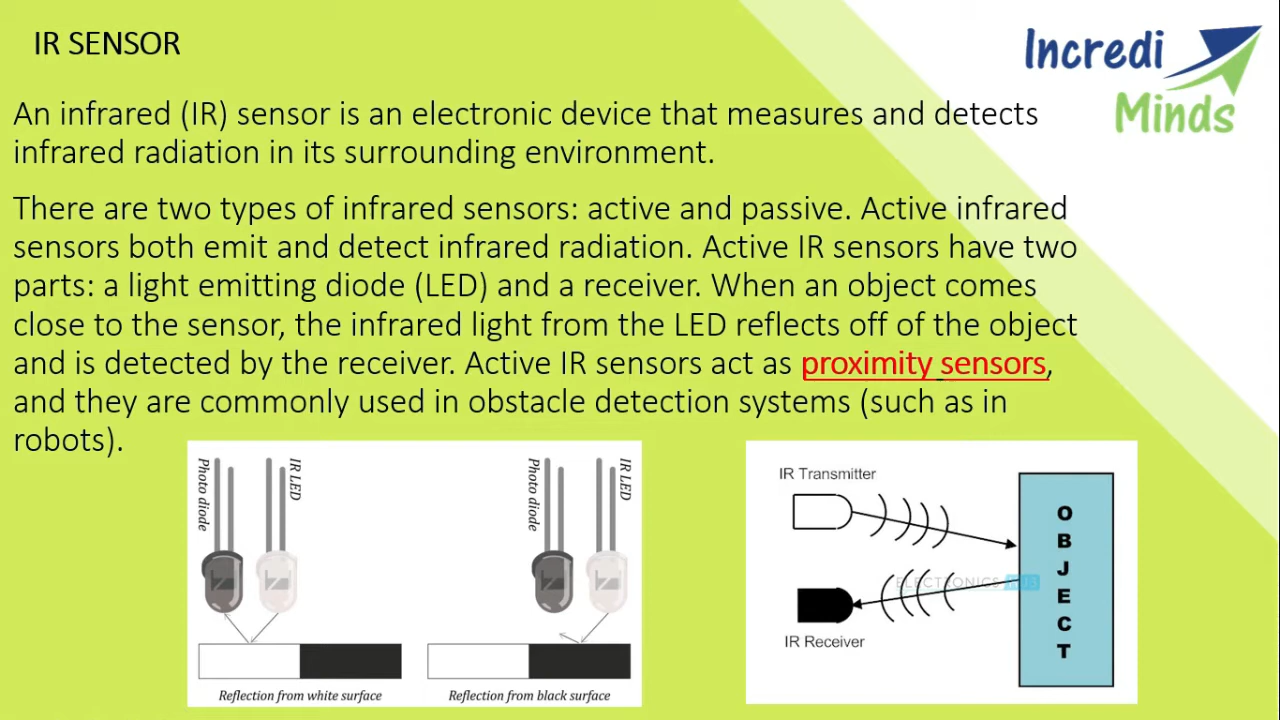 IR SENSOR
Incredi
Minds
An infrared (IR) sensor is an electronic device that measures and detects
infrared radiation in its surrounding environment.
There are two types of infrared sensors: active and passive. Active infrared
sensors both emit and detect infrared radiation. Active IR sensors have two
parts: a light emitting diode (LED) and a receiver. When an object comes
close to the sensor, the infrared light from the LED reflects off of the object
and is detected by the receiver. Active IR sensors act as proximity sensors,
and they are commonly used in obstacle detection systems (such as in
robots).
Photo diode
IR LED
Photo diode
IR LED
Reflection from white surface
Reflection from black surface
IR Transmitter
ELECTRONICS HUB
IR Receiver
OBJECT